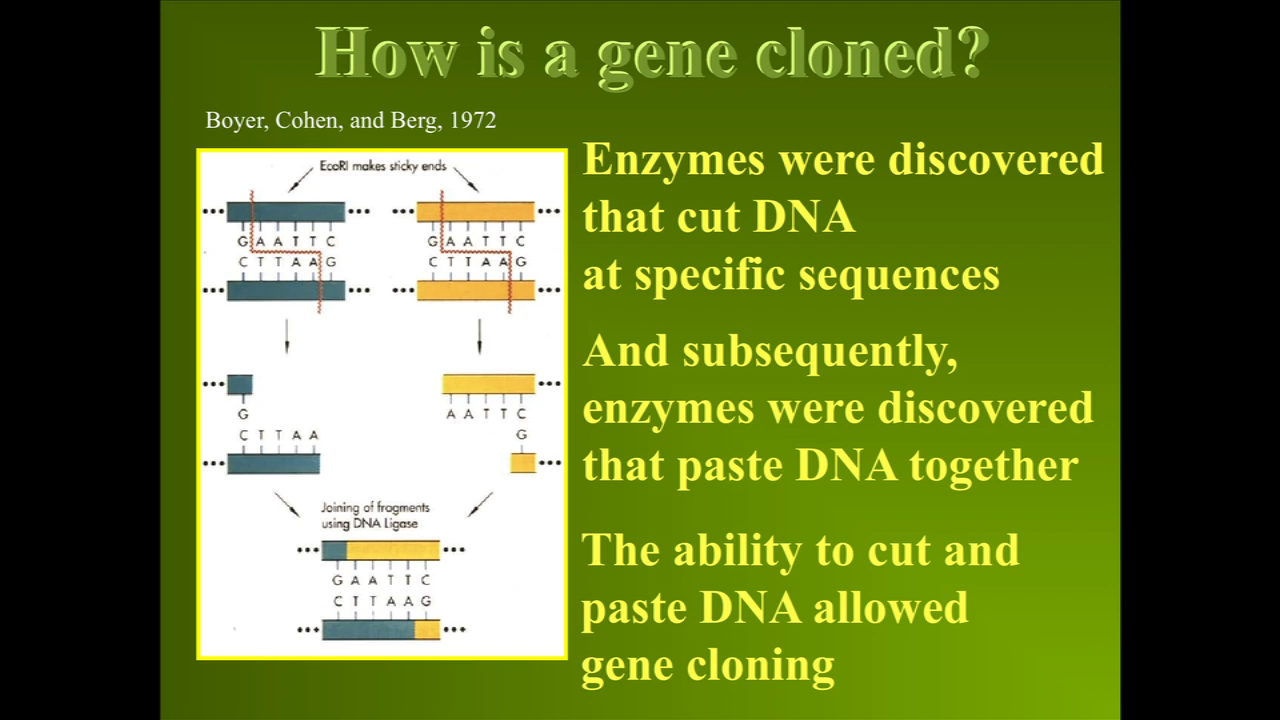 How is a gene cloned?
Boyer, Cohen, and Berg, 1972
EcoRI makes sticky ends
G A A T T C
C T T A A G
G A A T T C
C T T A A G
G
C T T A A
A A T T C
G
Joining of fragments
using DNA Ligase
G A A T T C
C T T A A G
Enzymes were discovered
that cut DNA
at specific sequences
And subsequently,
enzymes were discovered
that paste DNA together
The ability to cut and
paste DNA allowed
gene cloning